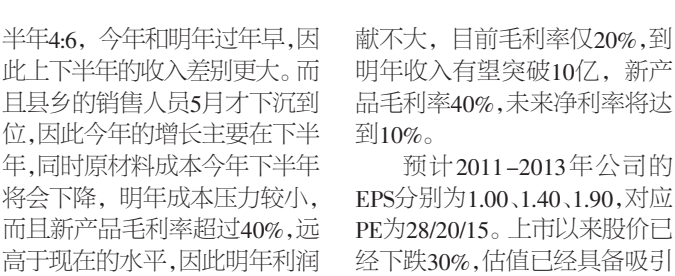 半年4:6，今年和明年过年早，因
此上下半年的收入差别更大。而
且县乡的销售人员5月才下沉到
位，因此今年的增长主要在下半
年，同时原材料成本今年下半年
将会下降，明年成本压力较小，
而且新产品毛利率超过40%，远
高于现在的水平，因此明年利润
献不大，目前毛利率仅20%，到
明年收入有望突破10亿，新产
品毛利率40%，未来净利率将达
到10%。
预计2011–2013年公司的
EPS分别为1.00、1.40、1.90，对应
PE为28/20/15。上市以来股价已
经下跌30%，估值已经具备吸引